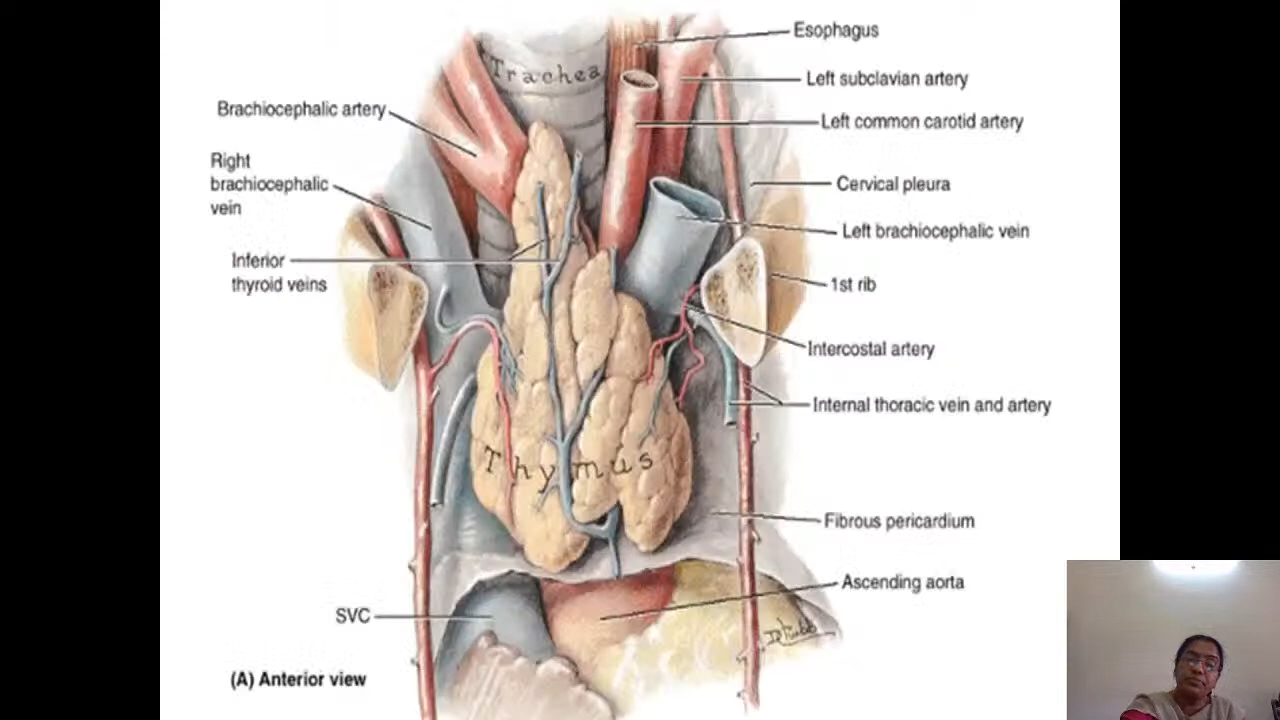 Esophagus
Trachea
Left subclavian artery
Brachiocephalic artery
Left common carotid artery
Right
brachiocephalic
vein
Cervical pleura
Left brachiocephalic vein
Inferior
thyroid veins
1st rib
Intercostal artery
Internal thoracic vein and artery
Thymus
Fibrous pericardium
Ascending aorta
SVC
(A) Anterior view